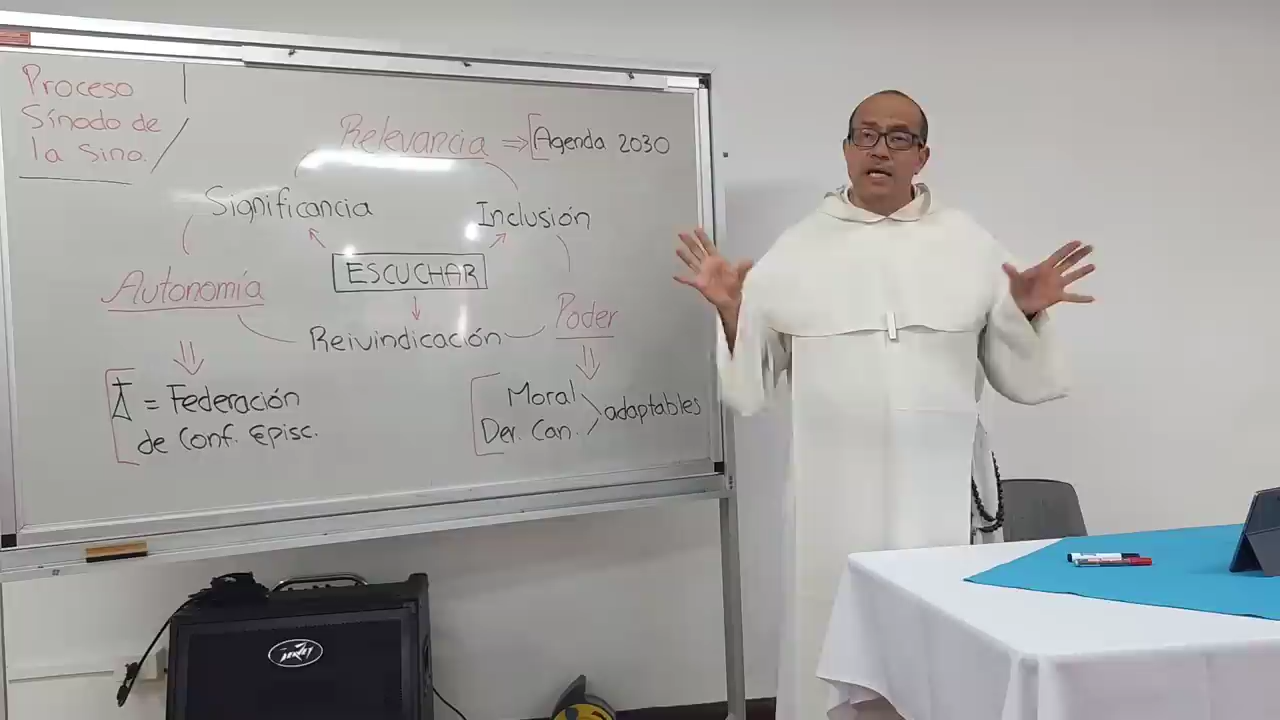 Proceso
Sínodo de
la Sino.
Relevancia ⇒ [Agenda 2030
Significancia
Inclusión
ESCUCHAR
Autonomía
Reivindicación
Poder
= Federación
de Conf. Episc.
Moral
Der. Can.
adaptables
PEAVEY